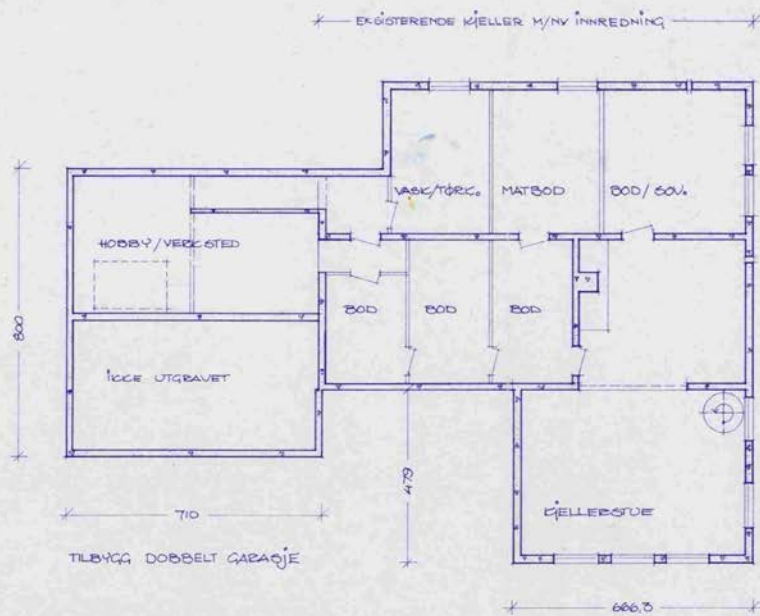 EKSISTERENDE KJELLER M/NY INNREDNING
VASK/TØRK.
MATBOD
BOD/SOV.
HOBBY/VERKSTED
BOD
BOD
BOD
800
IKKE UTGRAVET
479
710
KJELLERSTUE
TILBYGG DOBBELT GARASJE
666,3